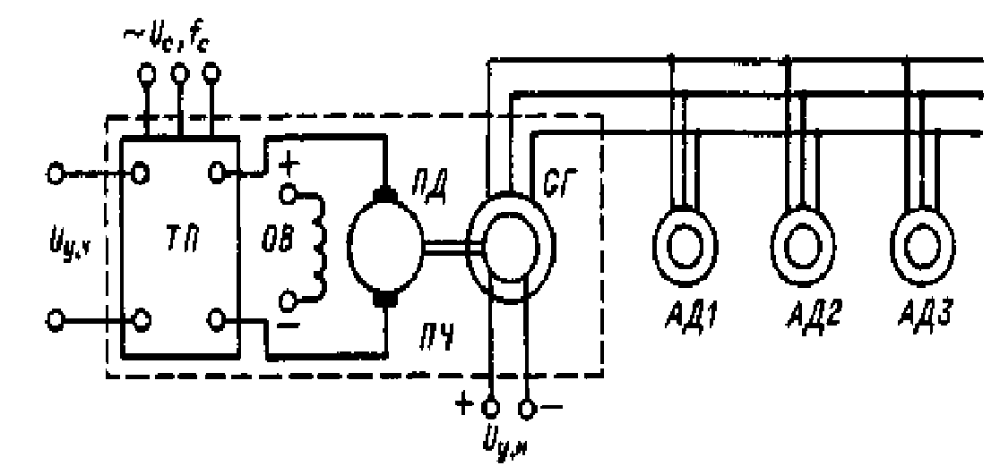 ~Uс, fс
+
ПД
СГ
Uу.ч
ТП
ОВ
−
ПЧ
АД1
АД2
АД3
+
−
Uу.н